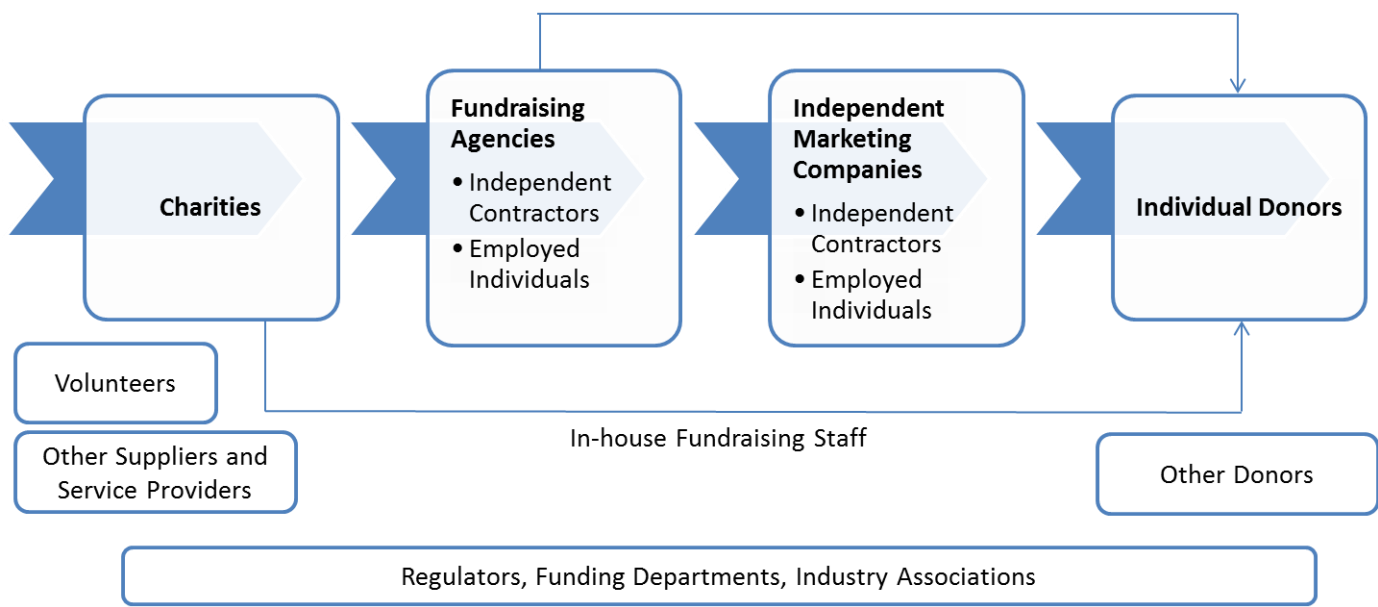 Charities
Fundraising
Agencies
• Independent
Contractors
• Employed
Individuals
Independent
Marketing
Companies
• Independent
Contractors
• Employed
Individuals
Individual Donors
Volunteers
Other Suppliers and
Service Providers
In-house Fundraising Staff
Other Donors
Regulators, Funding Departments, Industry Associations